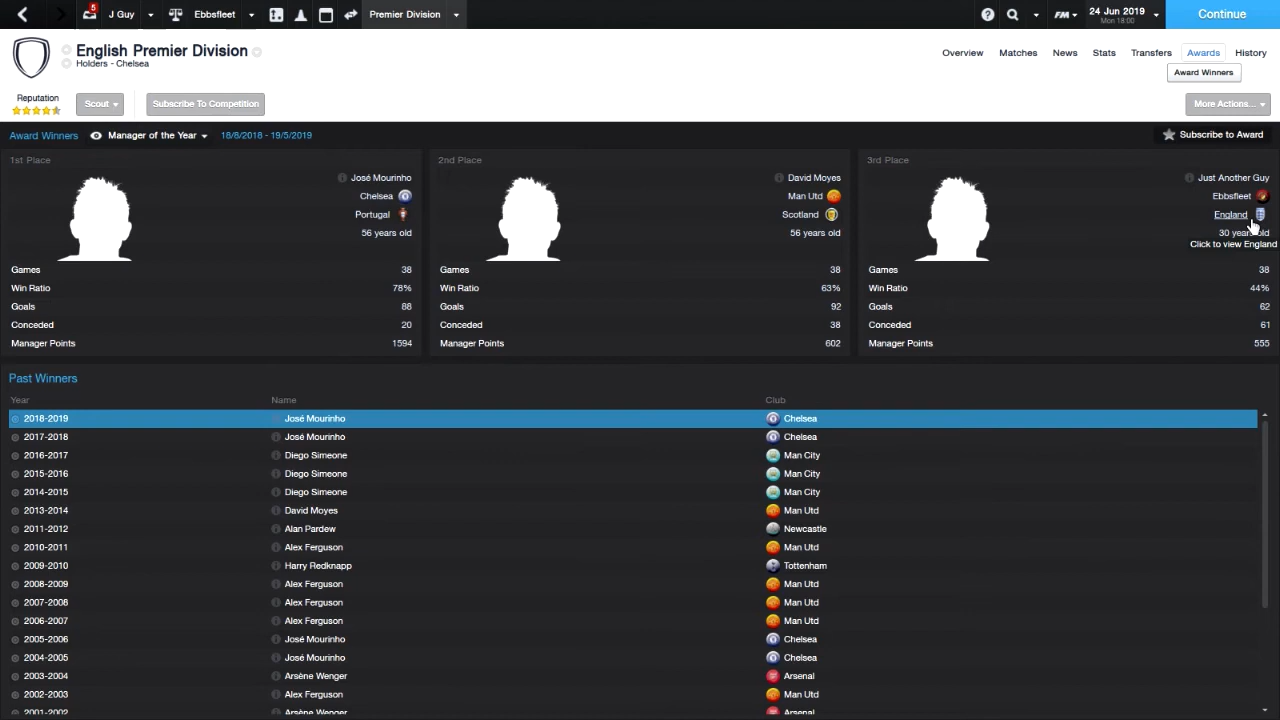 5 J Guy Ebbsfleet Premier Division FM 24 Jun 2019 Mon 18:00 Continue
English Premier Division
Holders - Chelsea
Overview Matches News Stats Transfers Awards History
Award Winners
Reputation
Scout Subscribe To Competition More Actions...
Award Winners Manager of the Year 18/8/2018 - 19/5/2019 Subscribe to Award
1st Place
José Mourinho
Chelsea
Portugal
56 years old
Games 38
Win Ratio 78%
Goals 88
Conceded 20
Manager Points 1594
2nd Place
David Moyes
Man Utd
Scotland
56 years old
Games 38
Win Ratio 63%
Goals 92
Conceded 38
Manager Points 602
3rd Place
Just Another Guy
Ebbsfleet
England
30 years old
Click to view England
Games 38
Win Ratio 44%
Goals 62
Conceded 61
Manager Points 555
Past Winners
Year Name Club
2018-2019 José Mourinho Chelsea
2017-2018 José Mourinho Chelsea
2016-2017 Diego Simeone Man City
2015-2016 Diego Simeone Man City
2014-2015 Diego Simeone Man City
2013-2014 David Moyes Man Utd
2011-2012 Alan Pardew Newcastle
2010-2011 Alex Ferguson Man Utd
2009-2010 Harry Redknapp Tottenham
2008-2009 Alex Ferguson Man Utd
2007-2008 Alex Ferguson Man Utd
2006-2007 Alex Ferguson Man Utd
2005-2006 José Mourinho Chelsea
2004-2005 José Mourinho Chelsea
2003-2004 Arsène Wenger Arsenal
2002-2003 Alex Ferguson Man Utd
2001-2002 Arsène Wenger Arsenal